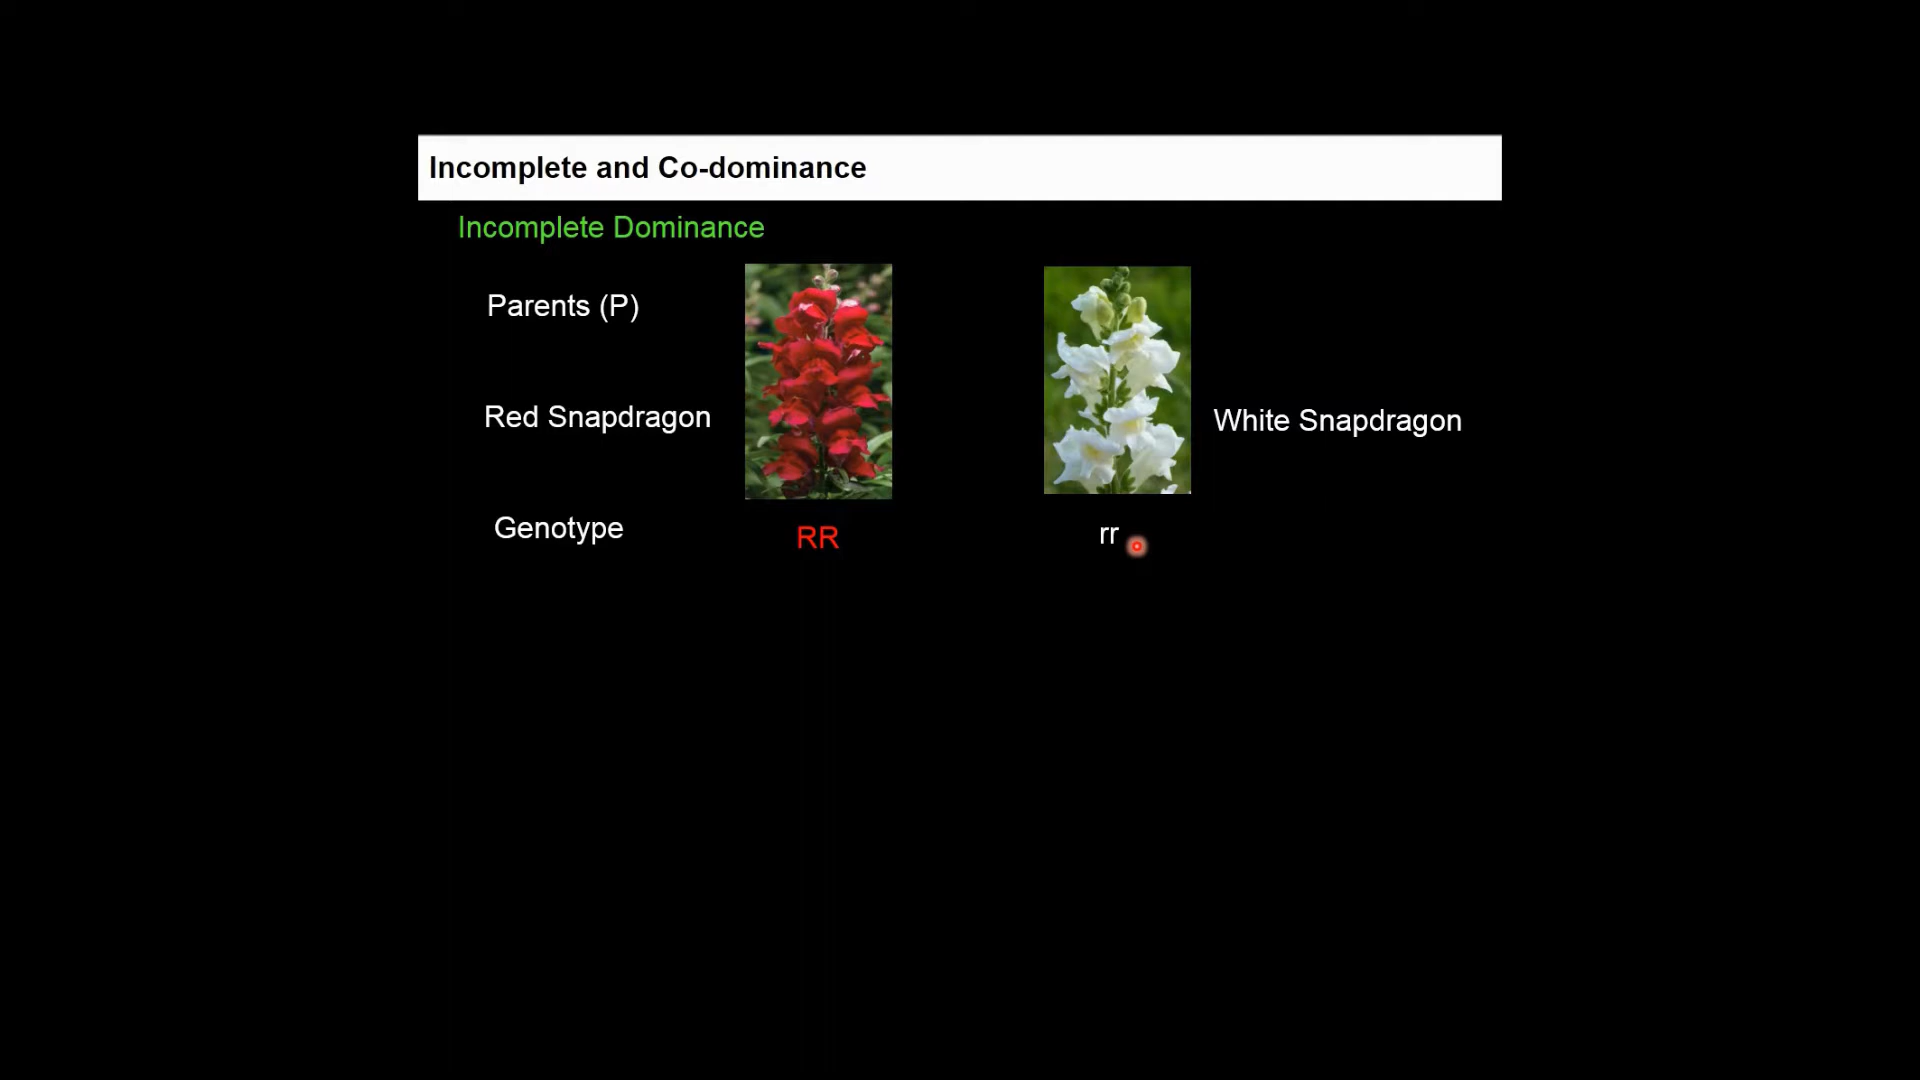 Incomplete and Co-dominance
Incomplete Dominance
Parents (P)
Red Snapdragon
White Snapdragon
Genotype
RR
rr